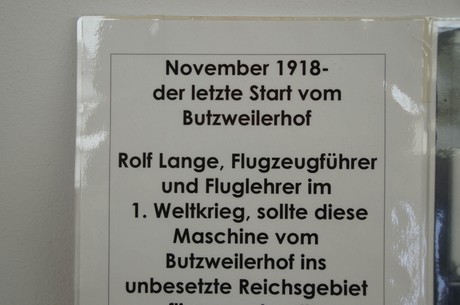 November 1918-
der letzte Start vom
Butzweilerhof
Rolf Lange, Flugzeugführer
und Fluglehrer im
1. Weltkrieg, sollte diese
Maschine vom
Butzweilerhof ins
unbesetzte Reichsgebiet